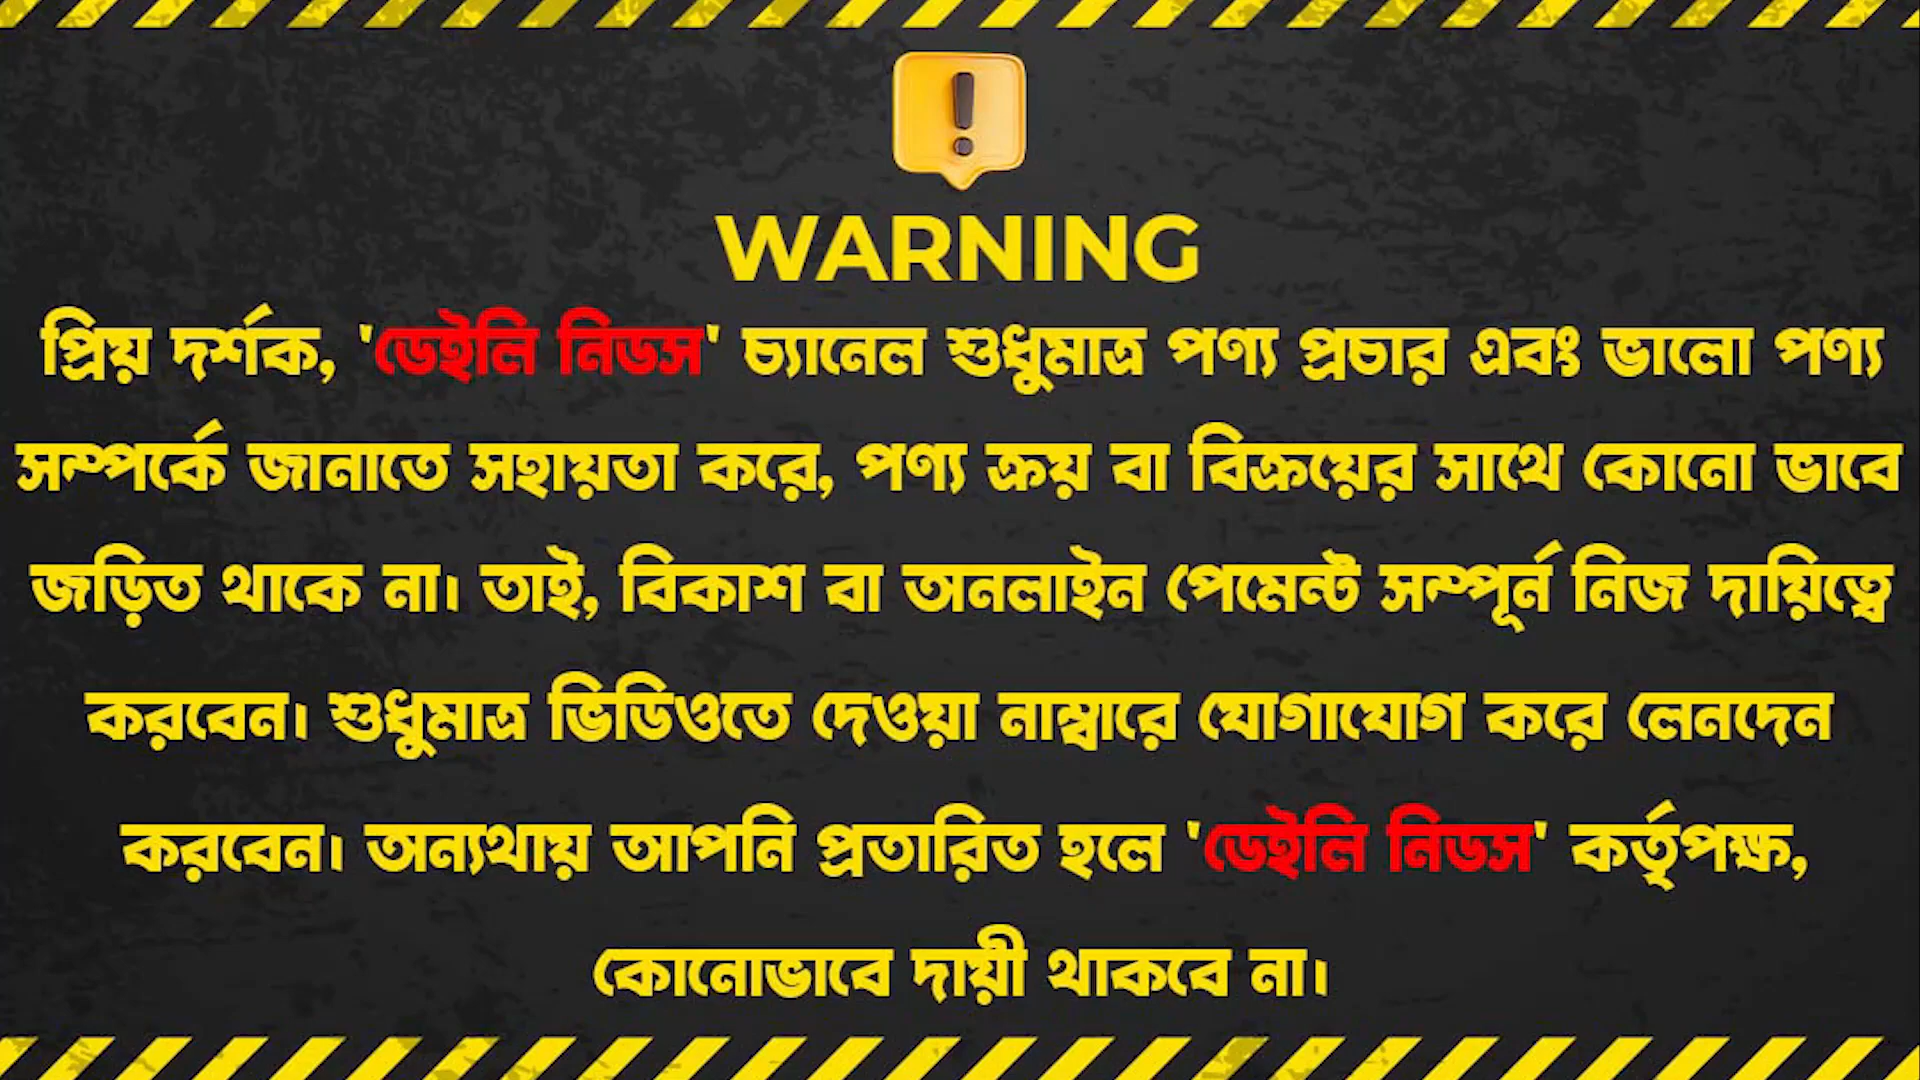 WARNING
প্রিয় দর্শক, 'ডেইলি নিডস' চ্যানেল শুধুমাত্র পণ্য প্রচার এবং ভালো পণ্য
সম্পর্কে জানাতে সহায়তা করে, পণ্য ক্রয় বা বিক্রয়ের সাথে কোনো ভাবে
জড়িত থাকে না। তাই, বিকাশ বা অনলাইন পেমেন্ট সম্পূর্ন নিজ দায়িত্বে
করবেন। শুধুমাত্র ভিডিওতে দেওয়া নাম্বারে যোগাযোগ করে লেনদেন
করবেন। অন্যথায় আপনি প্রতারিত হলে 'ডেইলি নিডস' কর্তৃপক্ষ,
কোনোভাবে দায়ী থাকবে না।